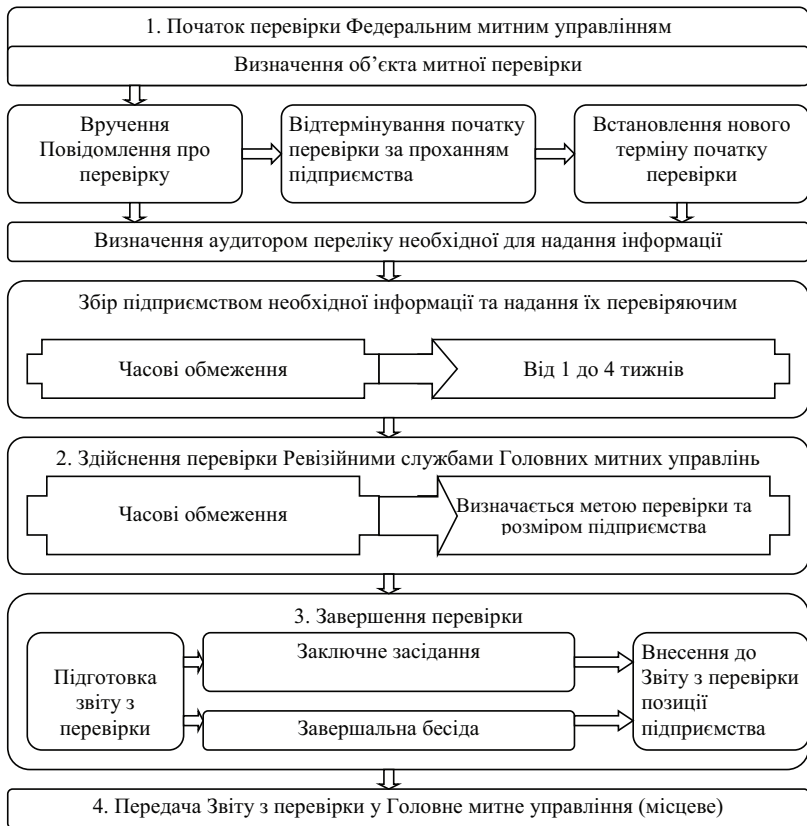 1. Початок перевірки Федеральним митним управлінням
Визначення об’єкта митної перевірки
Вручення
Повідомлення про
перевірку
Відтермінування початку
перевірки за проханням
підприємства
Встановлення нового
терміну початку
перевірки
Визначення аудитором переліку необхідної для надання інформації
Збір підприємством необхідної інформації та надання їх перевіряючим
Часові обмеження
Від 1 до 4 тижнів
2. Здійснення перевірки Ревізійними службами Головних митних управлінь
Часові обмеження
Визначається метою перевірки та
розміром підприємства
3. Завершення перевірки
Підготовка
звіту з
перевірки
Заключне засідання
Завершальна бесіда
Внесення до
Звіту з перевірки
позиції
підприємства
4. Передача Звіту з перевірки у Головне митне управління (місцеве)